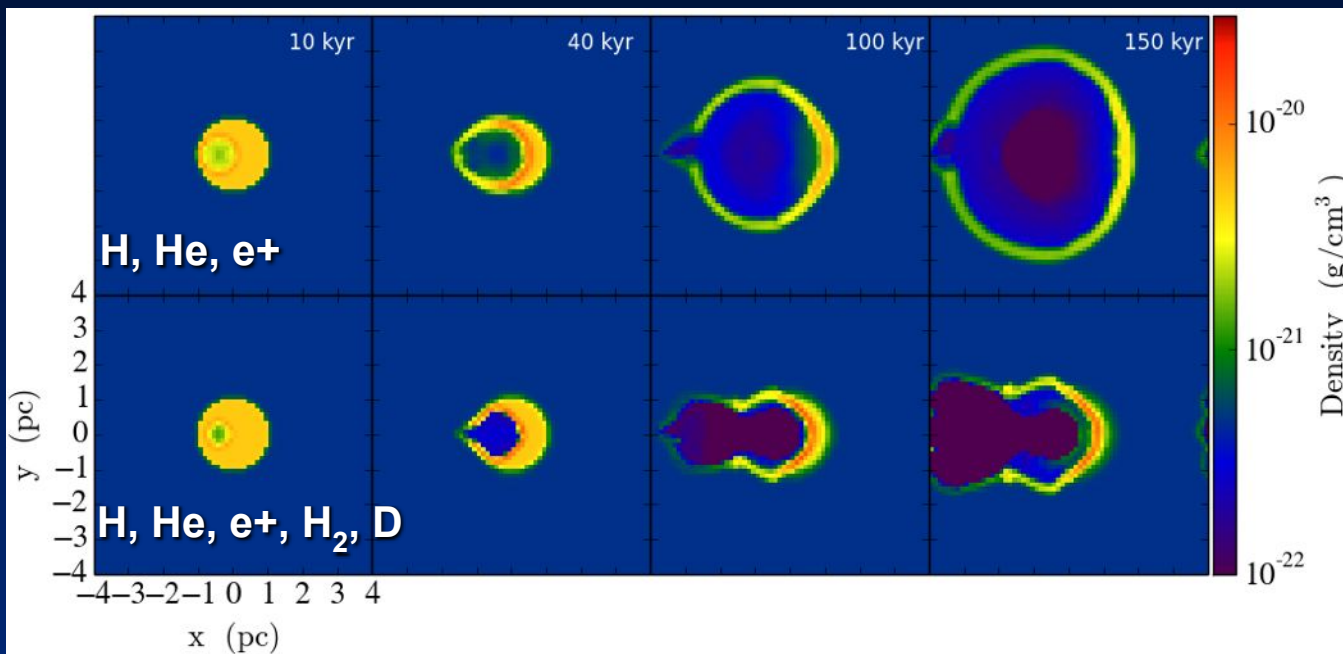 10 kyr
40 kyr
100 kyr
150 kyr
H, He, e+
H, He, e+, H₂, D
4
3
2
1
0
−1
−2
−3
−4
y (pc)
−4−3−2−1 0 1 2 3 4
x (pc)
10⁻²⁰
10⁻²¹
10⁻²²
Density (g/cm³)